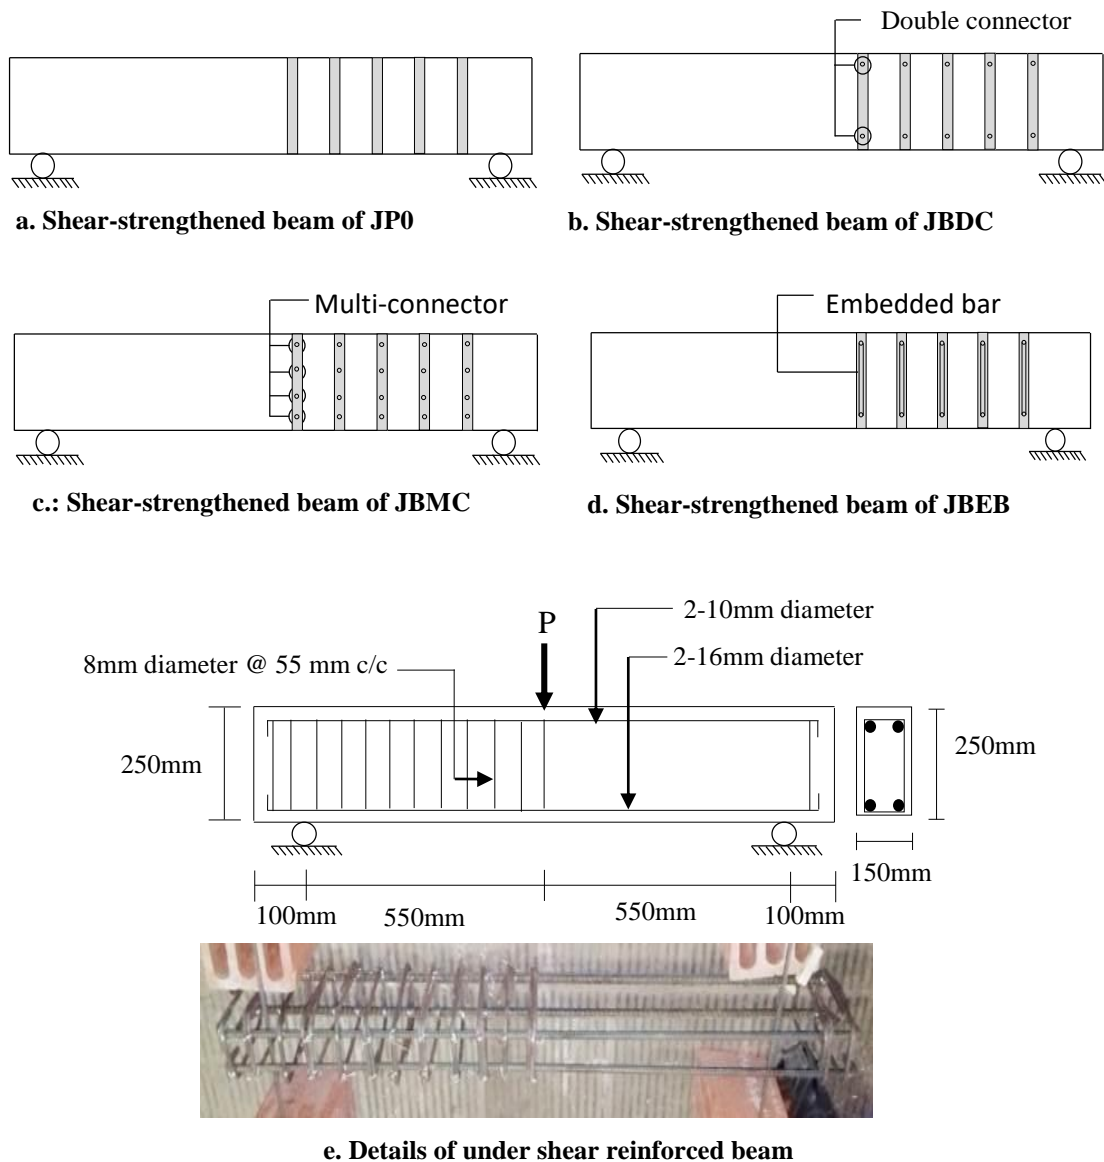 Double connector
a. Shear-strengthened beam of JP0
b. Shear-strengthened beam of JBDC
Multi-connector
Embedded bar
c.: Shear-strengthened beam of JBMC
d. Shear-strengthened beam of JBEB
P
2-10mm diameter
8mm diameter @ 55 mm c/c
2-16mm diameter
250mm
250mm
150mm
100mm
550mm
550mm
100mm
e. Details of under shear reinforced beam